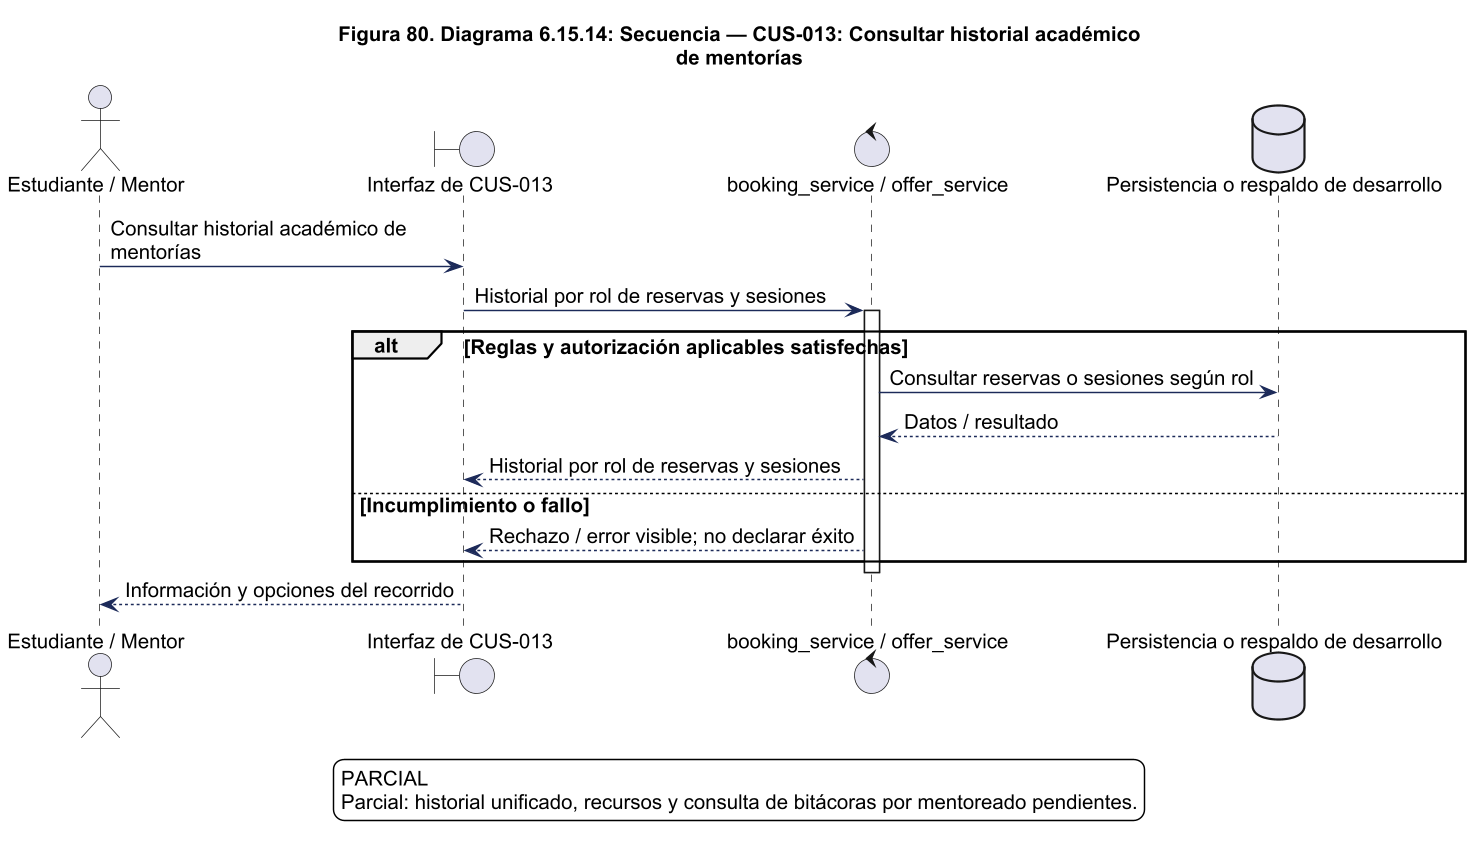 Figura 80. Diagrama 6.15.14: Secuencia — CUS-013: Consultar historial académico
de mentorías
Estudiante / Mentor
Interfaz de CUS-013
booking_service / offer_service
Persistencia o respaldo de desarrollo
Consultar historial académico de
mentorías
Historial por rol de reservas y sesiones
alt
[Reglas y autorización aplicables satisfechas]
Consultar reservas o sesiones según rol
Datos / resultado
Historial por rol de reservas y sesiones
[Incumplimiento o fallo]
Rechazo / error visible; no declarar éxito
Información y opciones del recorrido
Estudiante / Mentor
Interfaz de CUS-013
booking_service / offer_service
Persistencia o respaldo de desarrollo
PARCIAL
Parcial: historial unificado, recursos y consulta de bitácoras por mentoreado pendientes.